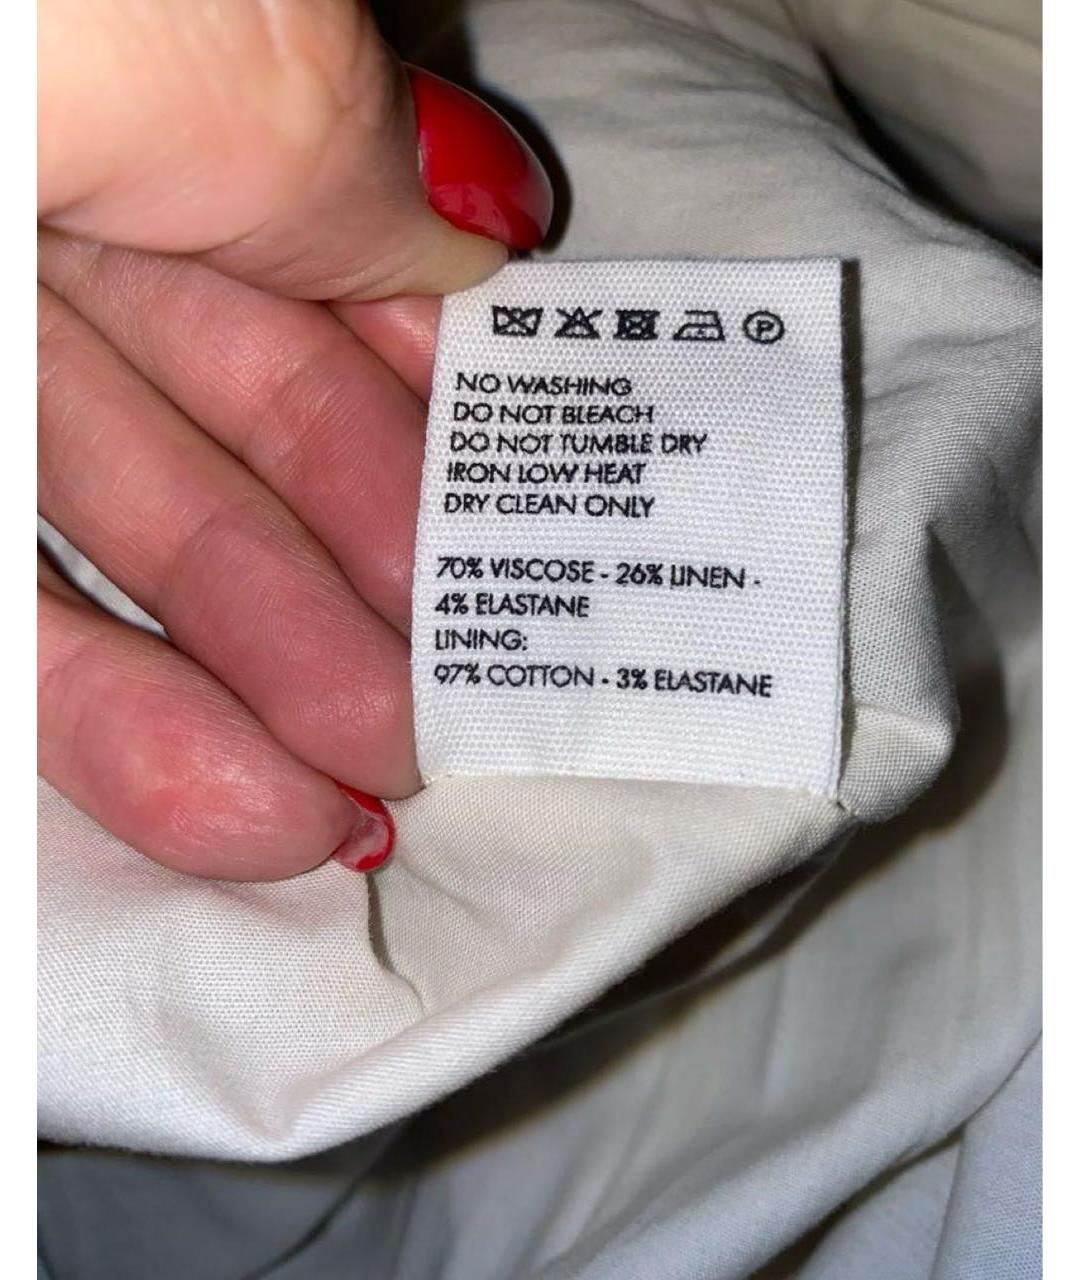 P
NO WASHING
DO NOT BLEACH
DO NOT TUMBLE DRY
IRON LOW HEAT
DRY CLEAN ONLY
70% VISCOSE - 26% LINEN -
4% ELASTANE
LINING:
97% COTTON - 3% ELASTANE